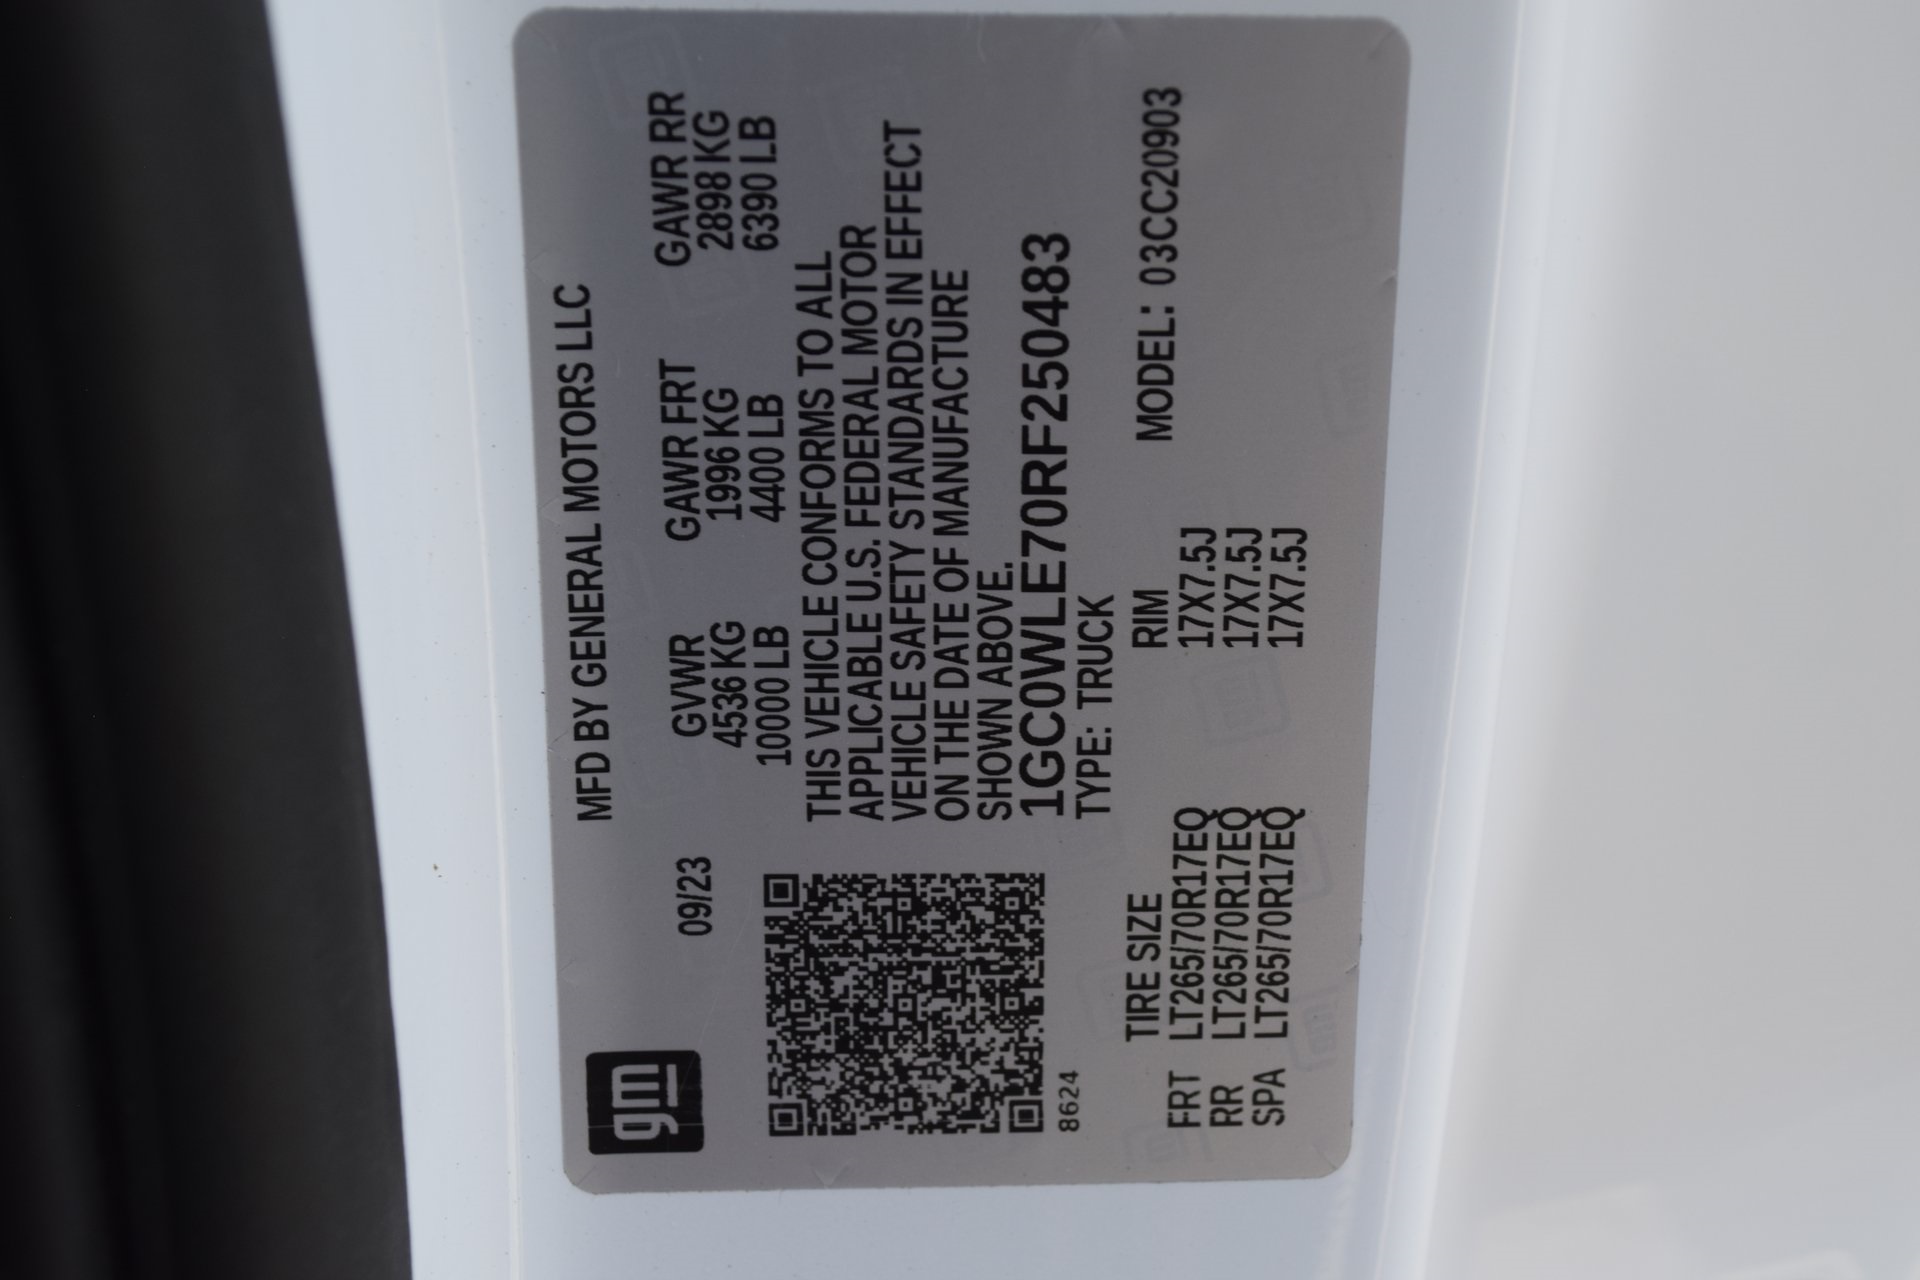 gm
MFD BY GENERAL MOTORS LLC
09/23
GVWR GAWR FRT GAWR RR
4536 KG 1996 KG 2898 KG
10000 LB 4400 LB 6390 LB
THIS VEHICLE CONFORMS TO ALL
APPLICABLE U.S. FEDERAL MOTOR
VEHICLE SAFETY STANDARDS IN EFFECT
ON THE DATE OF MANUFACTURE
SHOWN ABOVE.
1GC0WLE70RF250483
8624
TYPE: TRUCK
TIRE SIZE RIM MODEL: 03CC20903
FRT LT265/70R17EQ 17X7.5J
RR LT265/70R17EQ 17X7.5J
SPA LT265/70R17EQ 17X7.5J